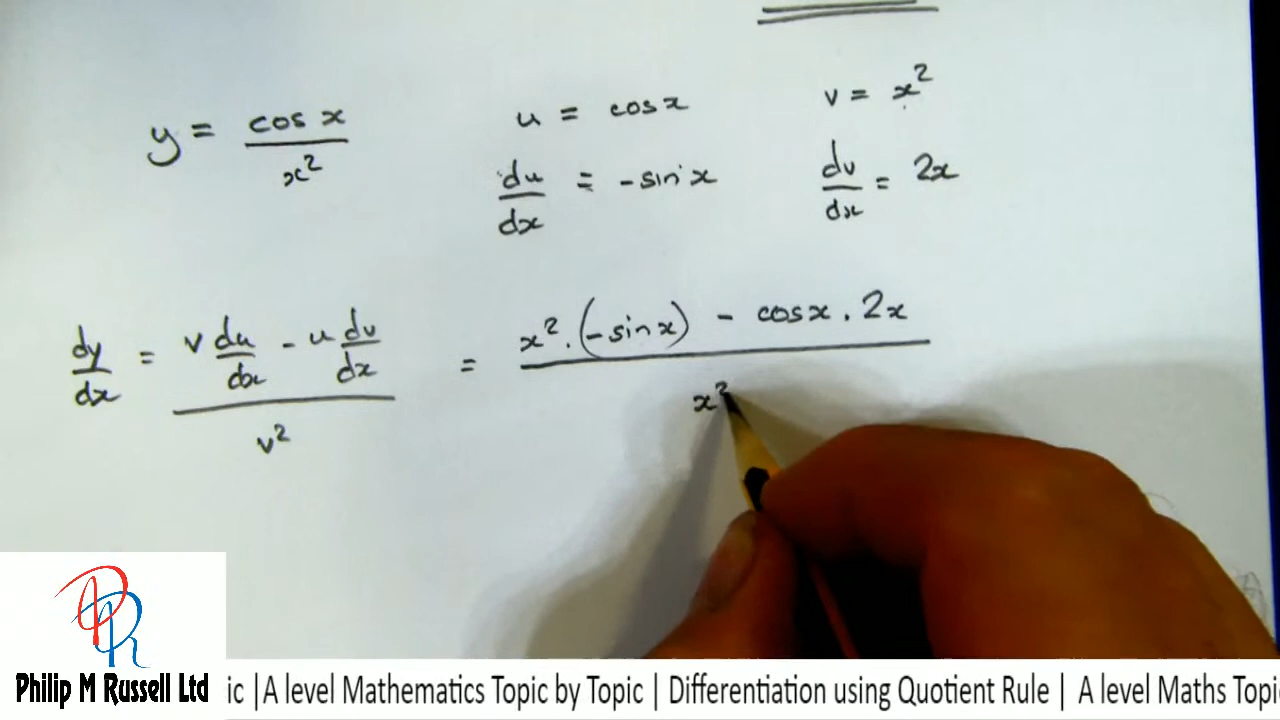 y = cos x / x²
u = cos x
v = x²
du/dx = -sin x
dv/dx = 2x
dy/dx = (v du/dx - u dv/dx) / v² = (x² . (-sin x) - cos x . 2x) / x²
Philip M Russell Ltd
ic | A level Mathematics Topic by Topic | Differentiation using Quotient Rule | A level Maths Topi